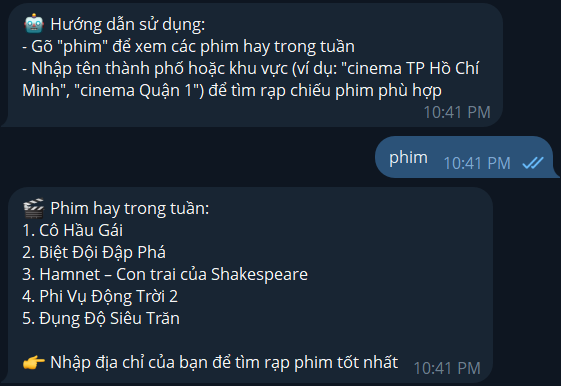 🤖 Hướng dẫn sử dụng:
- Gõ "phim" để xem các phim hay trong tuần
- Nhập tên thành phố hoặc khu vực (ví dụ: "cinema TP Hồ Chí
Minh", "cinema Quận 1") để tìm rạp chiếu phim phù hợp
10:41 PM
phim 10:41 PM
🎬 Phim hay trong tuần:
1. Cô Hầu Gái
2. Biệt Đội Đập Phá
3. Hamnet – Con trai của Shakespeare
4. Phi Vụ Động Trời 2
5. Đụng Độ Siêu Trăn
👉 Nhập địa chỉ của bạn để tìm rạp phim tốt nhất 10:41 PM